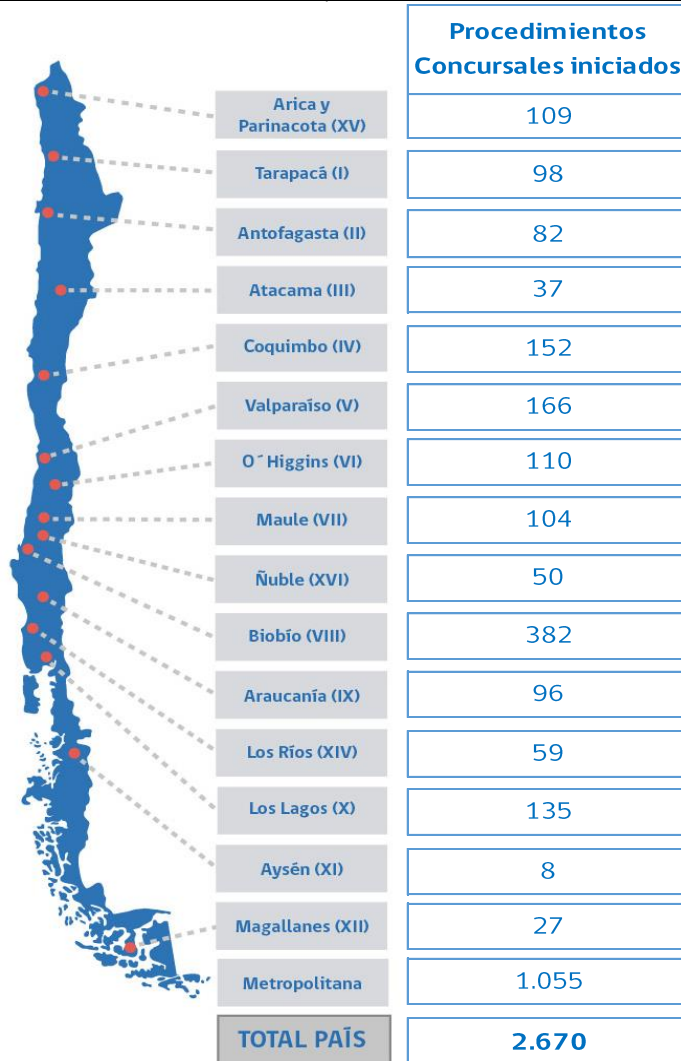 Procedimientos
Concursales iniciados
Arica y
Parinacota (XV)
109
Tarapacá (I)
98
Antofagasta (II)
82
Atacama (III)
37
Coquimbo (IV)
152
Valparaíso (V)
166
O´Higgins (VI)
110
Maule (VII)
104
Ñuble (XVI)
50
Biobío (VIII)
382
Araucanía (IX)
96
Los Ríos (XIV)
59
Los Lagos (X)
135
Aysén (XI)
8
Magallanes (XII)
27
Metropolitana
1.055
TOTAL PAÍS
2.670